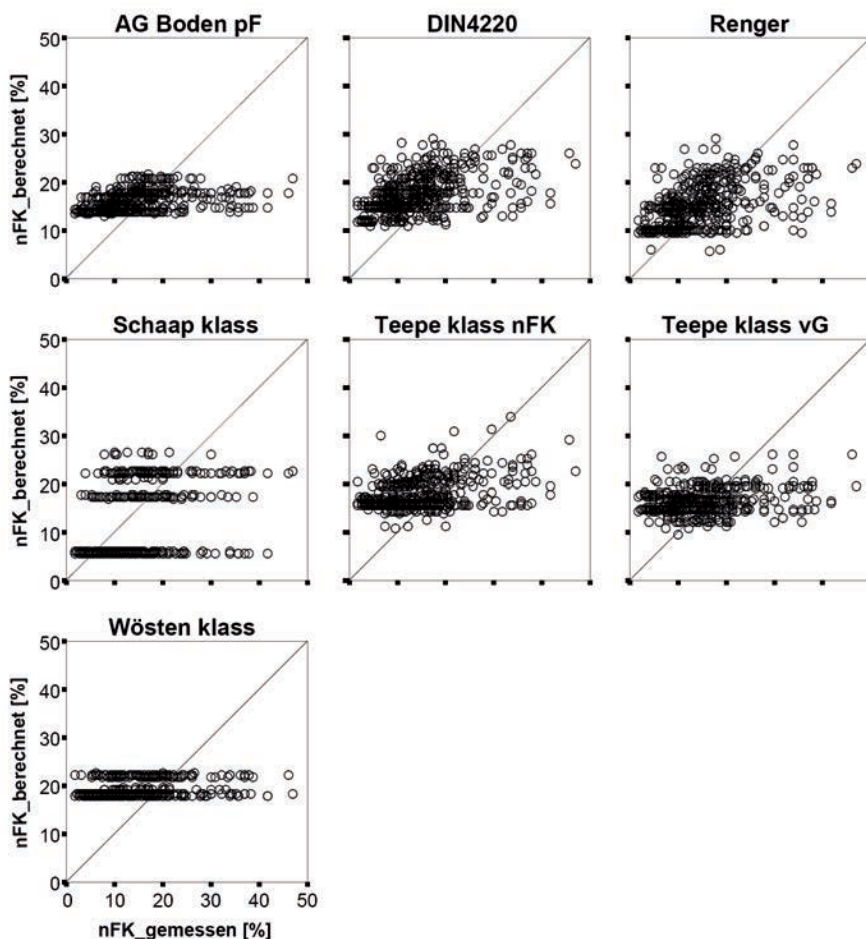 AG Boden pF DIN4220 Renger
nFK_berechnet [%]
50
40
30
20
10
0
Schaap klass Teepe klass nFK Teepe klass vG
nFK_berechnet [%]
50
40
30
20
10
0
Wösten klass
nFK_berechnet [%]
50
40
30
20
10
0
0 10 20 30 40 50
nFK_gemessen [%]